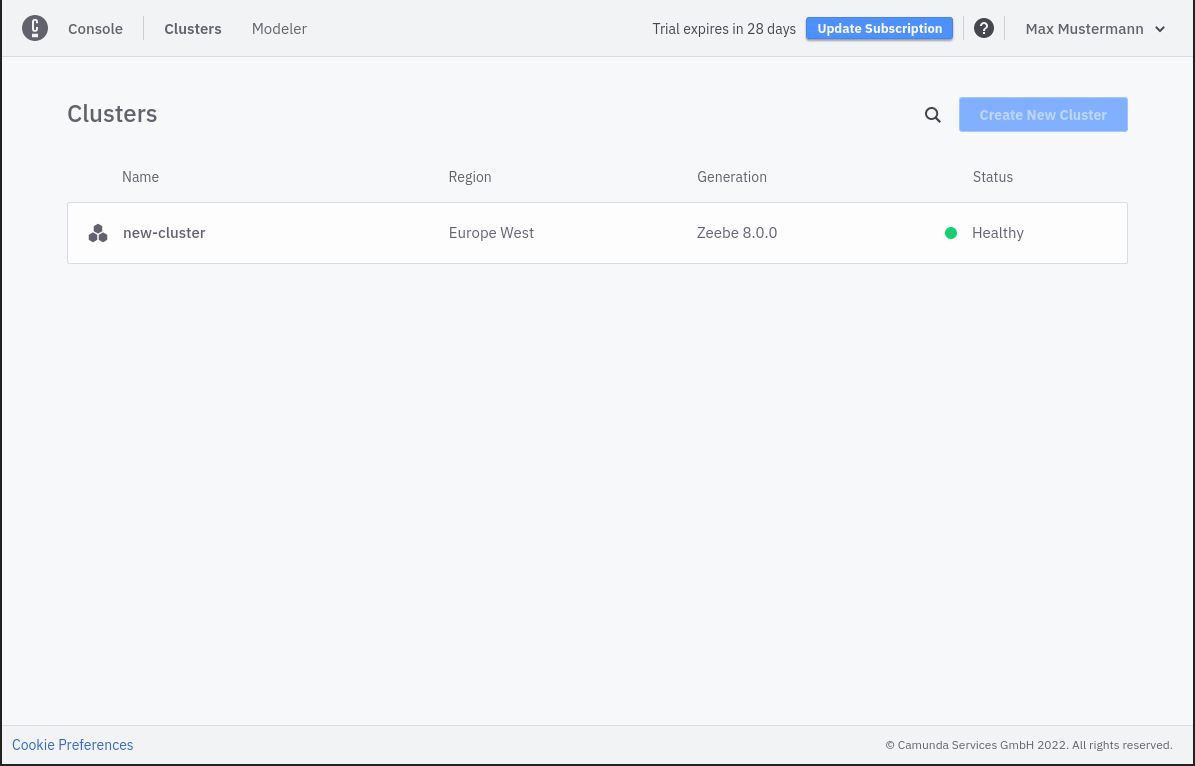 Console Clusters Modeler Trial expires in 28 days Update Subscription ? Max Mustermann
Clusters Create New Cluster
Name Region Generation Status
new-cluster Europe West Zeebe 8.0.0 Healthy
Cookie Preferences © Camunda Services GmbH 2022. All rights reserved.